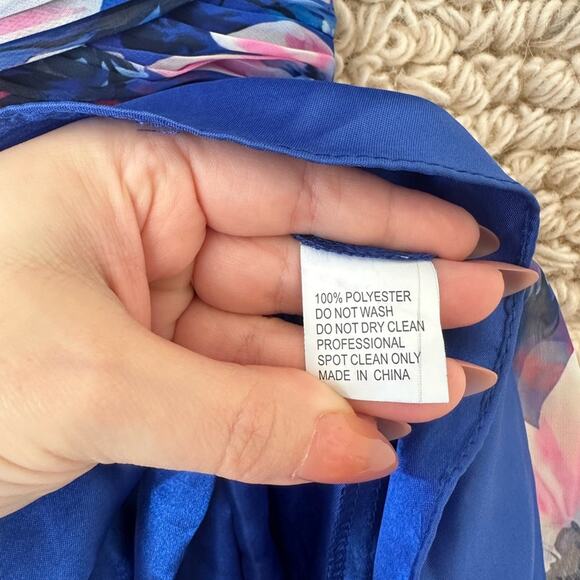 100% POLYESTER
DO NOT WASH
DO NOT DRY CLEAN
PROFESSIONAL
SPOT CLEAN ONLY
MADE IN CHINA